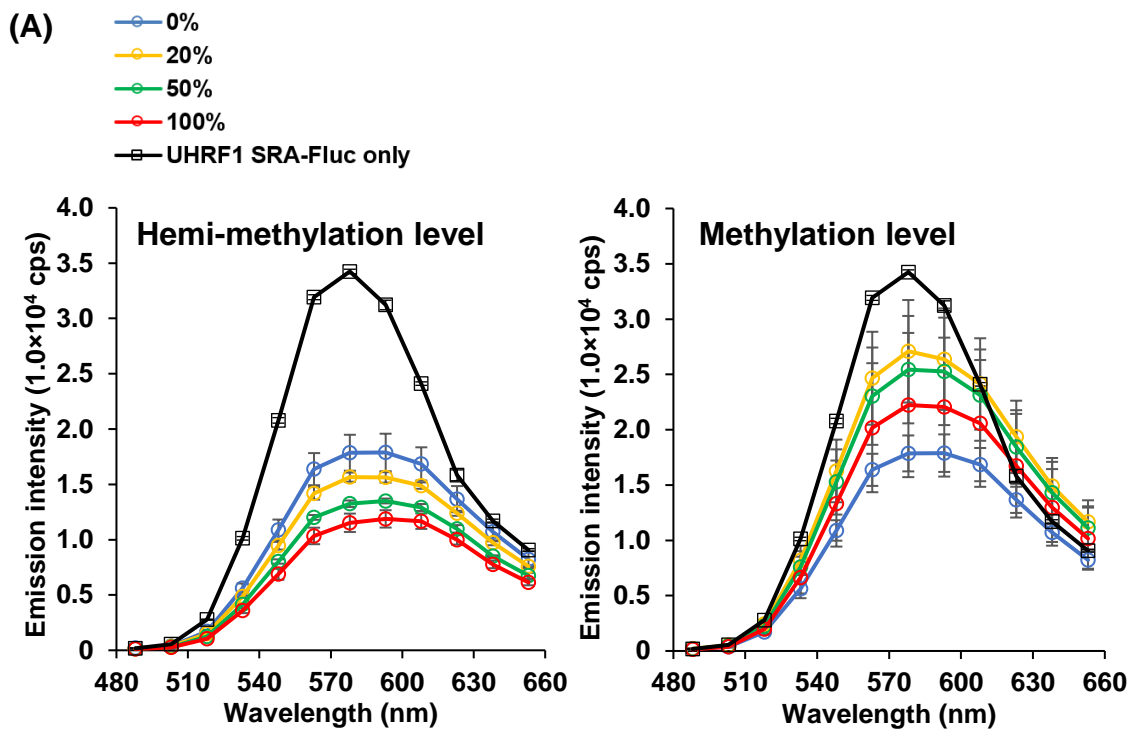 (A)
0%
20%
50%
100%
UHRF1 SRA-Fluc only
Hemi-methylation level
Emission intensity (1.0×10⁴ cps)
4.0
3.5
3.0
2.5
2.0
1.5
1.0
0.5
0
480 510 540 570 600 630 660
Wavelength (nm)
Methylation level
Emission intensity (1.0×10⁴ cps)
4.0
3.5
3.0
2.5
2.0
1.5
1.0
0.5
0
480 510 540 570 600 630 660
Wavelength (nm)